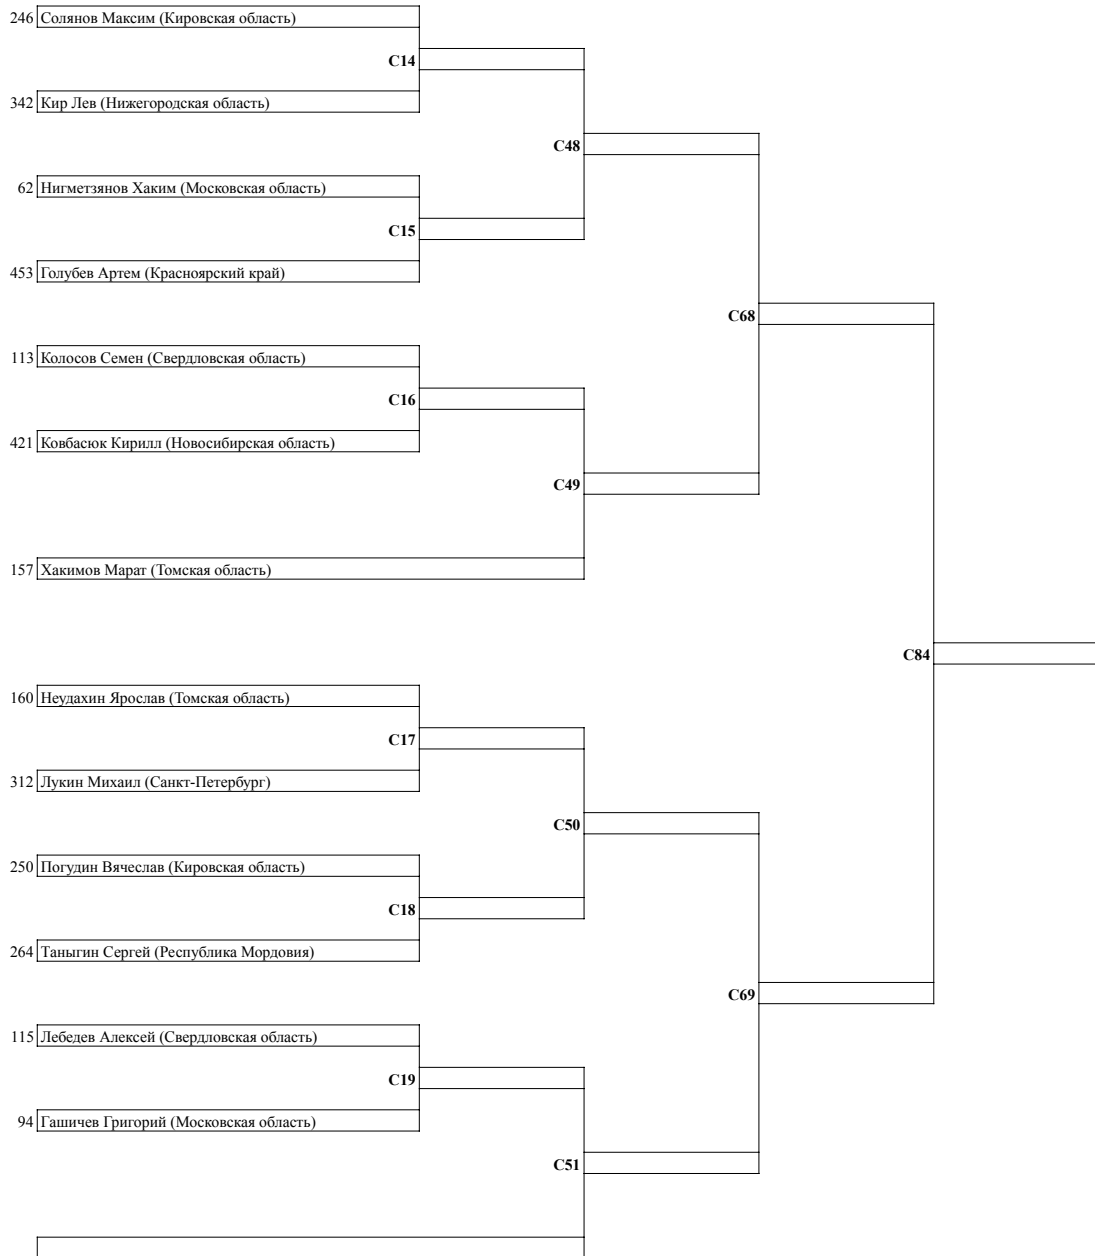 246 Солянов Максим (Кировская область)
C14
342 Кир Лев (Нижегородская область)
C48
62 Нигметзянов Хаким (Московская область)
C15
453 Голубев Артем (Красноярский край)
C68
113 Колосов Семен (Свердловская область)
C16
421 Ковбасюк Кирилл (Новосибирская область)
C49
157 Хакимов Марат (Томская область)
C84
160 Неудахин Ярослав (Томская область)
C17
312 Лукин Михаил (Санкт-Петербург)
C50
250 Погудин Вячеслав (Кировская область)
C18
264 Таныгин Сергей (Республика Мордовия)
C69
115 Лебедев Алексей (Свердловская область)
C19
94 Гашичев Григорий (Московская область)
C51